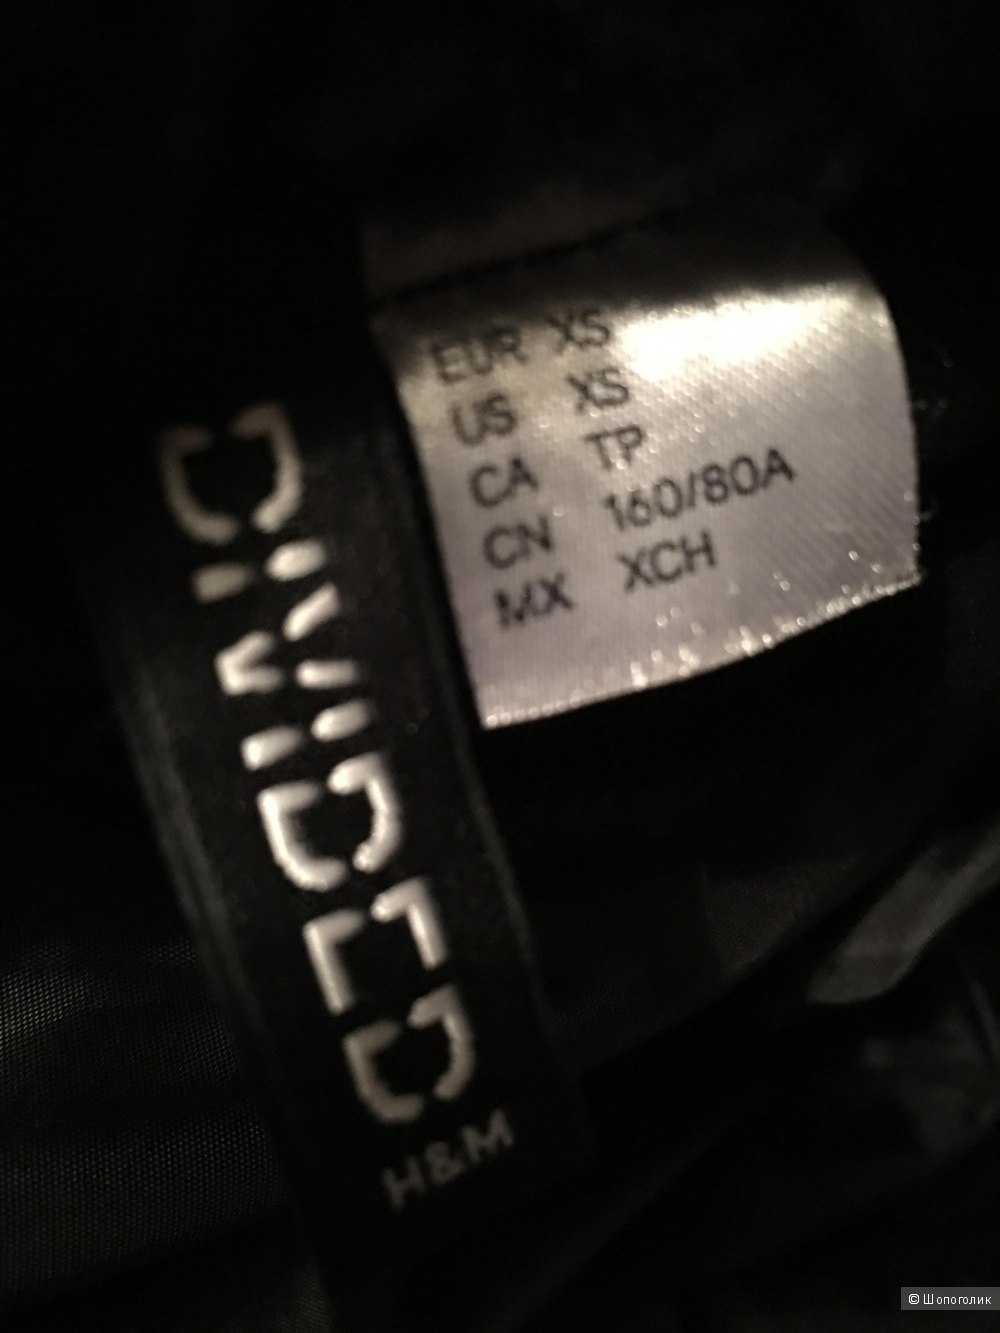 DIVIDED
H&M
EUR XS
US XS
CA TP
CN 160/80A
MX XCH
© Шопоголик